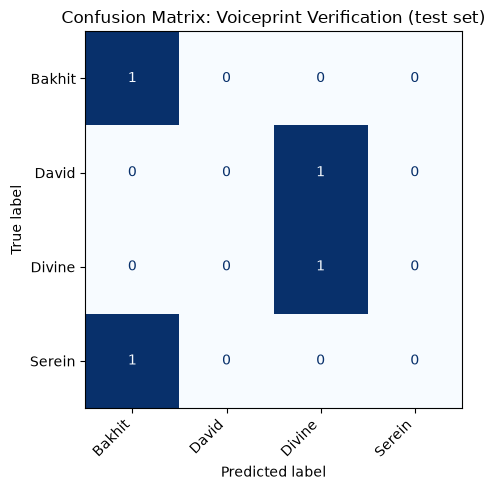 Confusion Matrix: Voiceprint Verification (test set)
Bakhit 1 0 0 0
David 0 0 1 0
Divine 0 0 1 0
Serein 1 0 0 0
True label
Bakhit David Divine Serein
Predicted label